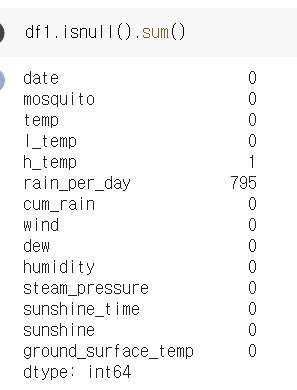 df1.isnull().sum()
date 0
mosquito 0
temp 0
l_temp 0
h_temp 1
rain_per_day 795
cum_rain 0
wind 0
dew 0
humidity 0
steam_pressure 0
sunshine_time 0
sunshine 0
ground_surface_temp 0
dtype: int64